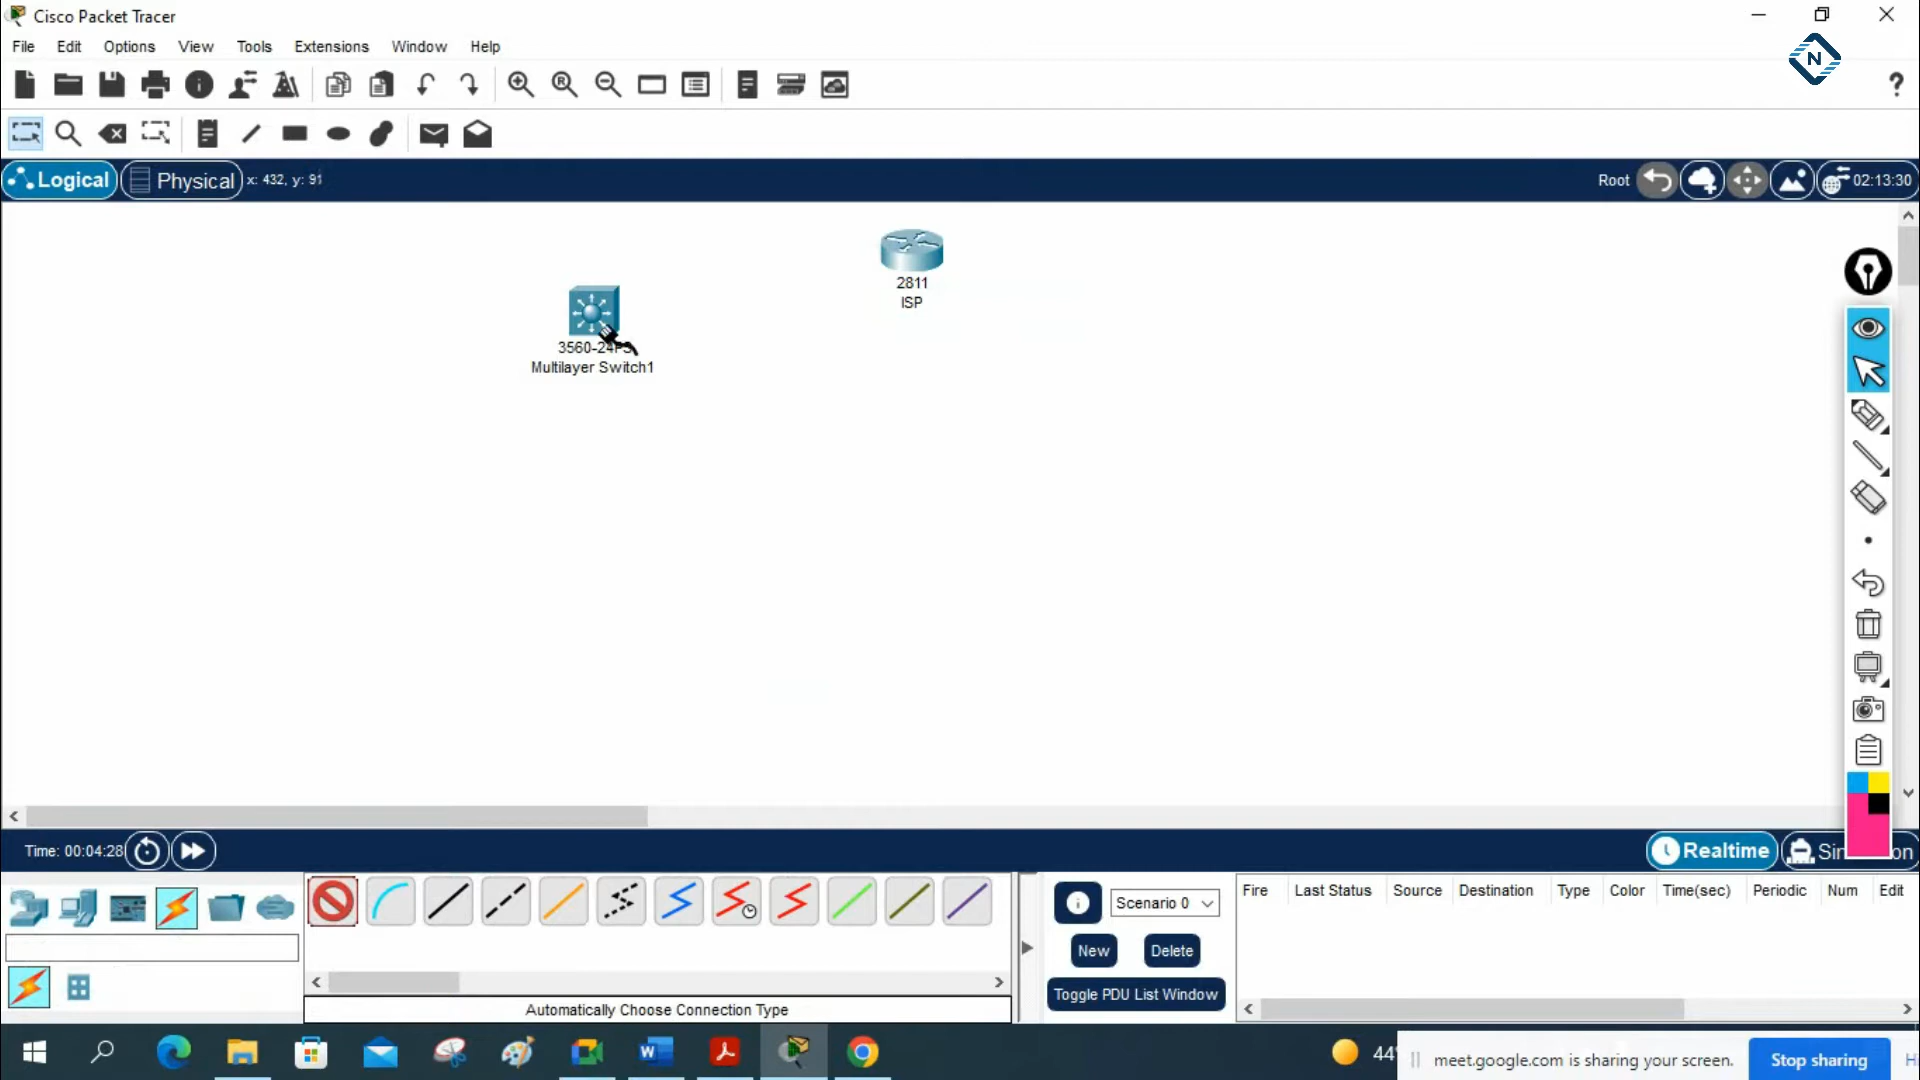 Cisco Packet Tracer
File Edit Options View Tools Extensions Window Help
N
?
Logical Physical x: 432, y: 91 Root 02:13:30
2811
ISP
3560-24PS
Multilayer Switch1
Time: 00:04:28 Realtime
Scenario 0
Fire Last Status Source Destination Type Color Time(sec) Periodic Num Edit
New Delete
Toggle PDU List Window
Automatically Choose Connection Type
44°
meet.google.com is sharing your screen. Stop sharing